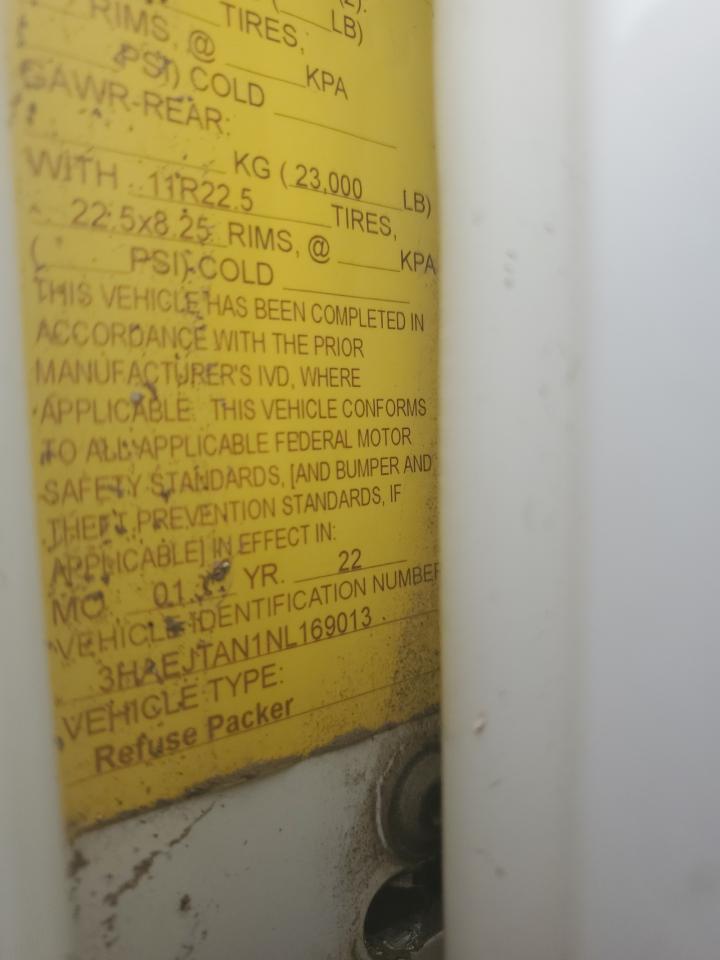 LB)
RIMS, @ TIRES,
PSI) COLD KPA
GAWR-REAR:
KG ( 23,000 LB)
WITH 11R22.5 TIRES,
22.5x8.25 RIMS, @ KPA
( PSI) COLD
THIS VEHICLE HAS BEEN COMPLETED IN
ACCORDANCE WITH THE PRIOR
MANUFACTURER'S IVD, WHERE
APPLICABLE. THIS VEHICLE CONFORMS
TO ALL APPLICABLE FEDERAL MOTOR
SAFETY STANDARDS, [AND BUMPER AND
THEFT PREVENTION STANDARDS, IF
APPLICABLE] IN EFFECT IN:
MO. 01 YR. 22
VEHICLE IDENTIFICATION NUMBER
3HAEJTAN1NL169013
VEHICLE TYPE:
Refuse Packer